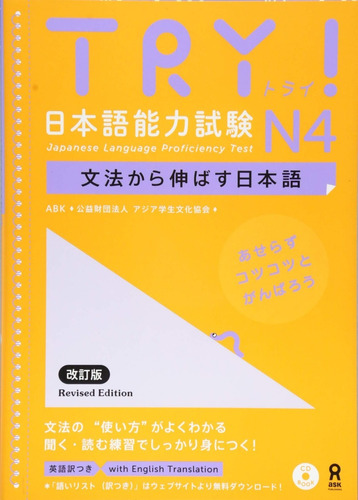 TRY!
トライ
日本語能力試験 N4
Japanese Language Proficiency Test
文法から伸ばす日本語
ABK ◆ 公益財団法人 アジア学生文化協会 ◆
あせらず
コツコツと
がんばろう
改訂版
Revised Edition
文法の “使い方” がよくわかる
聞く・読む練習でしっかり身につく!
英語訳つき with English Translation
*「語いリスト (訳つき)」はウェブサイトより無料ダウンロード!
CD BOOK
ask